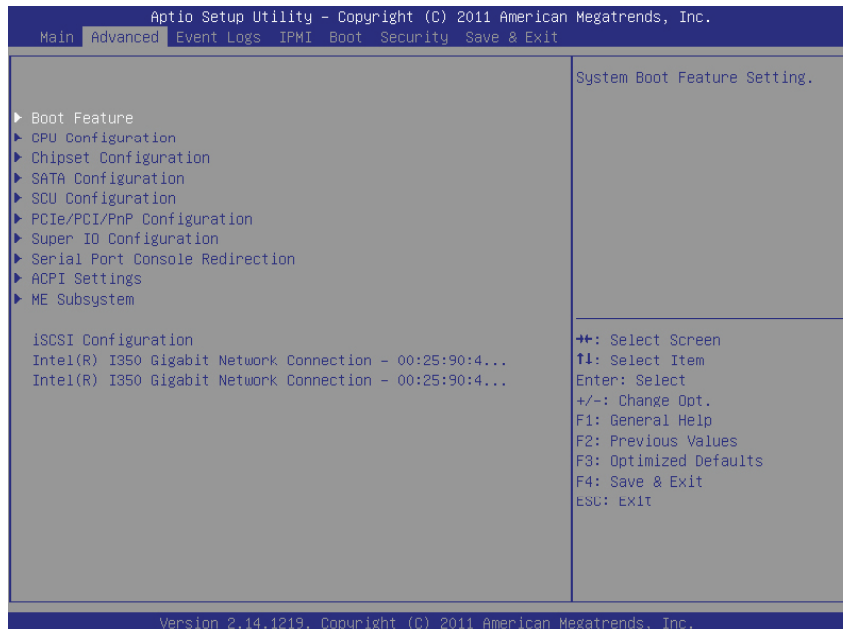 Aptio Setup Utility – Copyright (C) 2011 American Megatrends, Inc.
Main Advanced Event Logs IPMI Boot Security Save & Exit
System Boot Feature Setting.
▶ Boot Feature
▶ CPU Configuration
▶ Chipset Configuration
▶ SATA Configuration
▶ SCU Configuration
▶ PCIe/PCI/PnP Configuration
▶ Super IO Configuration
▶ Serial Port Console Redirection
▶ ACPI Settings
▶ ME Subsystem
iSCSI Configuration
Intel(R) I350 Gigabit Network Connection – 00:25:90:4...
Intel(R) I350 Gigabit Network Connection – 00:25:90:4...
→←: Select Screen
↑↓: Select Item
Enter: Select
+/-: Change Opt.
F1: General Help
F2: Previous Values
F3: Optimized Defaults
F4: Save & Exit
ESC: Exit
Version 2.14.1219. Copyright (C) 2011 American Megatrends, Inc.